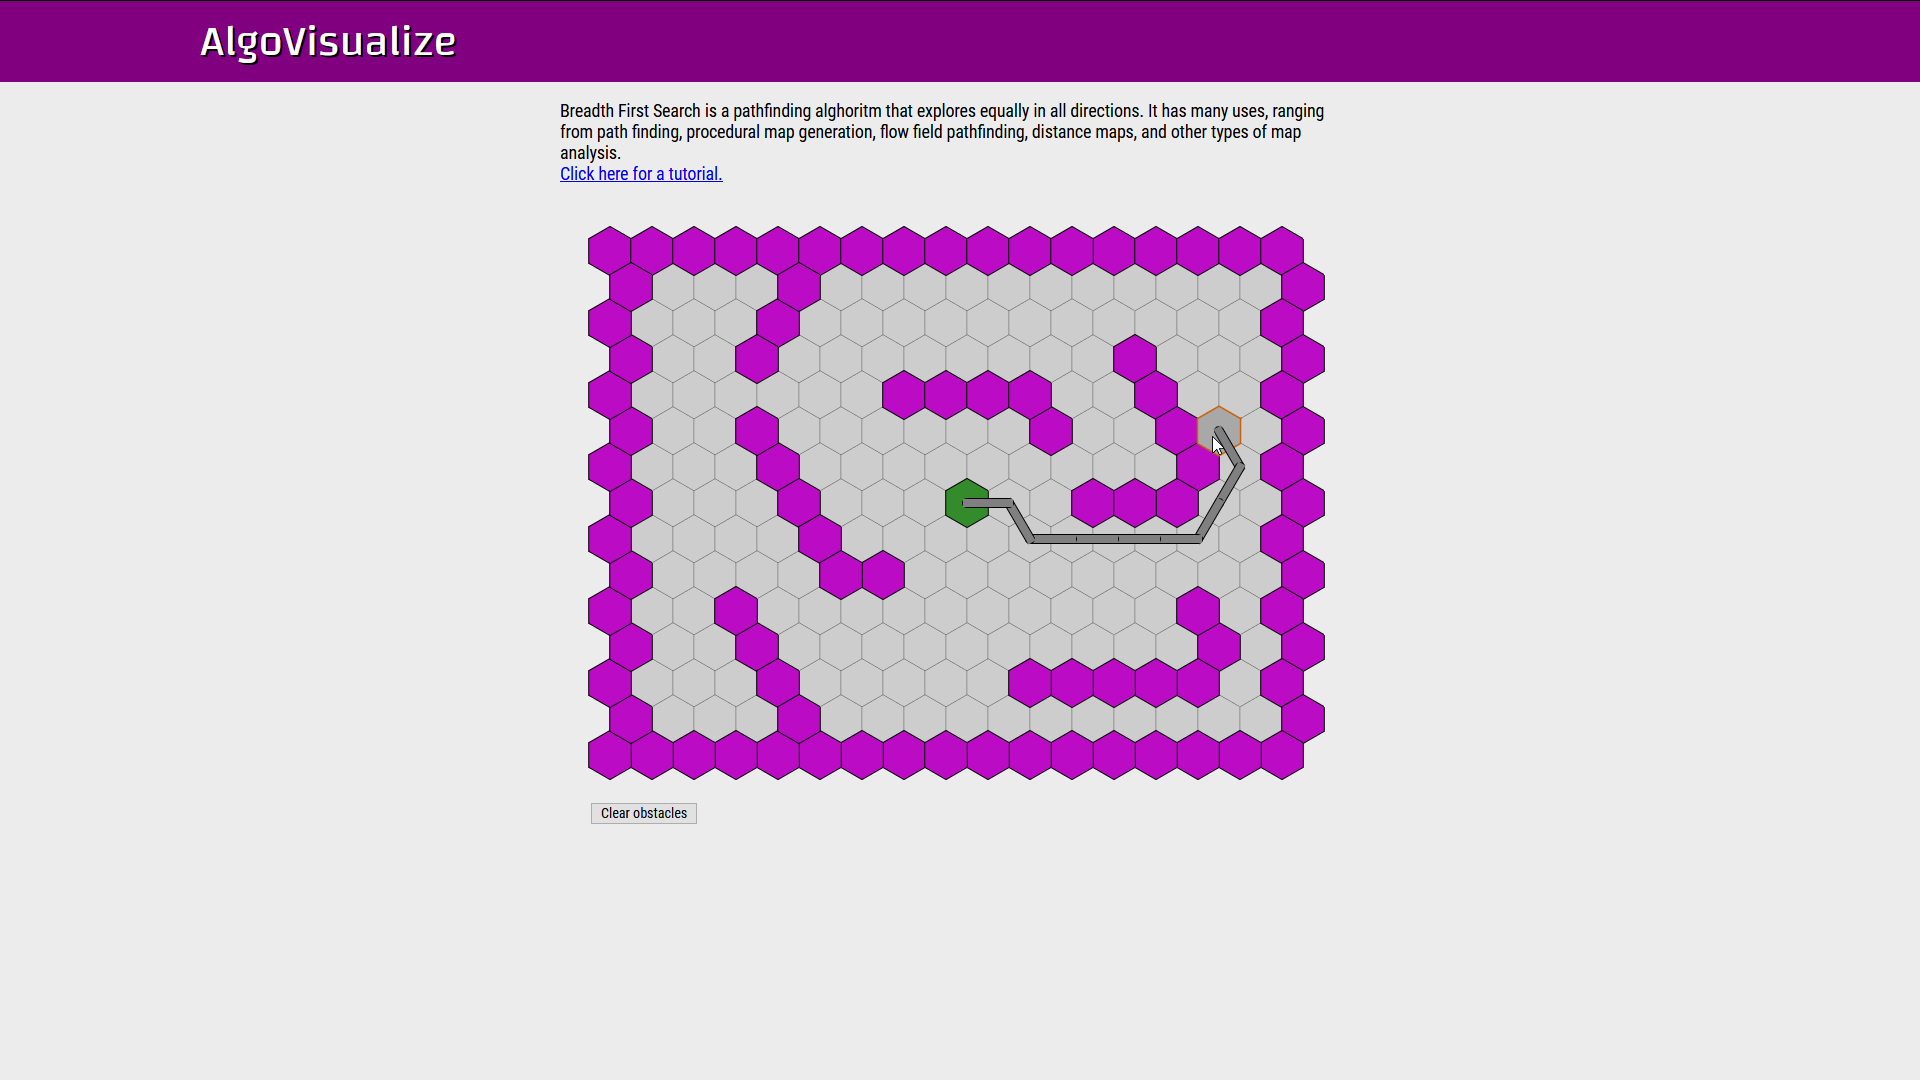 AlgoVisualize
Breadth First Search is a pathfinding alghoritm that explores equally in all directions. It has many uses, ranging
from path finding, procedural map generation, flow field pathfinding, distance maps, and other types of map
analysis.
Click here for a tutorial.
Clear obstacles